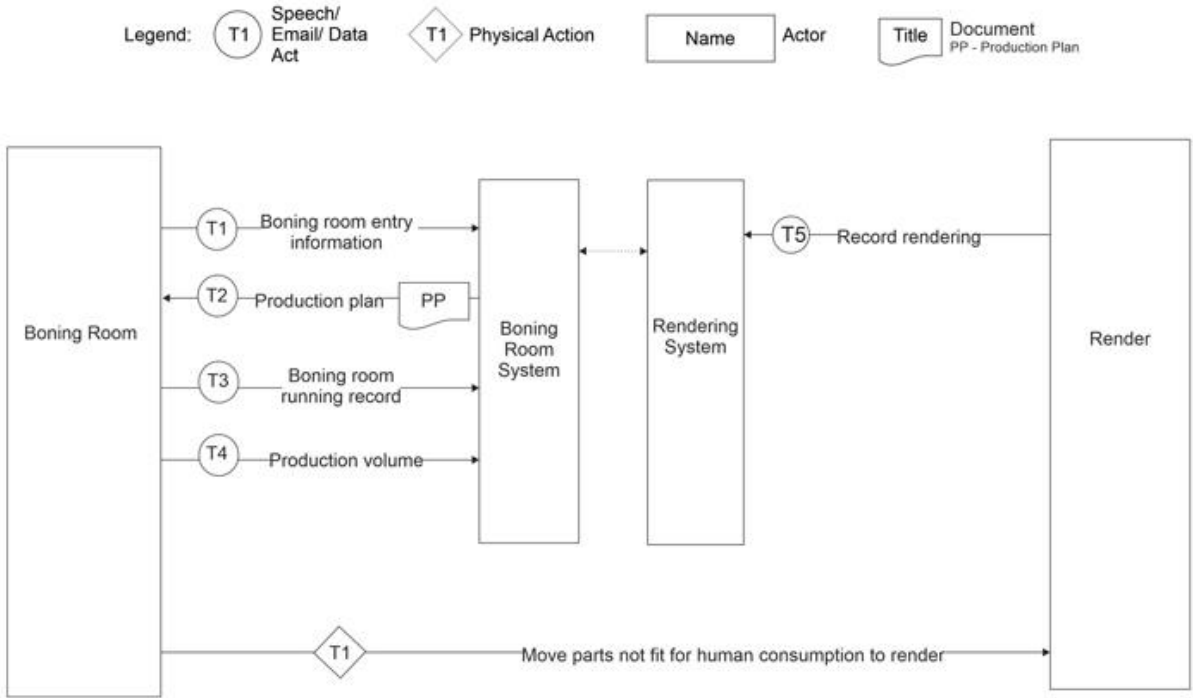 Legend:
T1
Speech/
Email/ Data
Act
T1
Physical Action
Name
Actor
Title
Document
PP - Production Plan
Boning Room
T1
Boning room entry
information
T2
Production plan
PP
T3
Boning room
running record
T4
Production volume
Boning
Room
System
Rendering
System
T5
Record rendering
Render
T1
Move parts not fit for human consumption to render